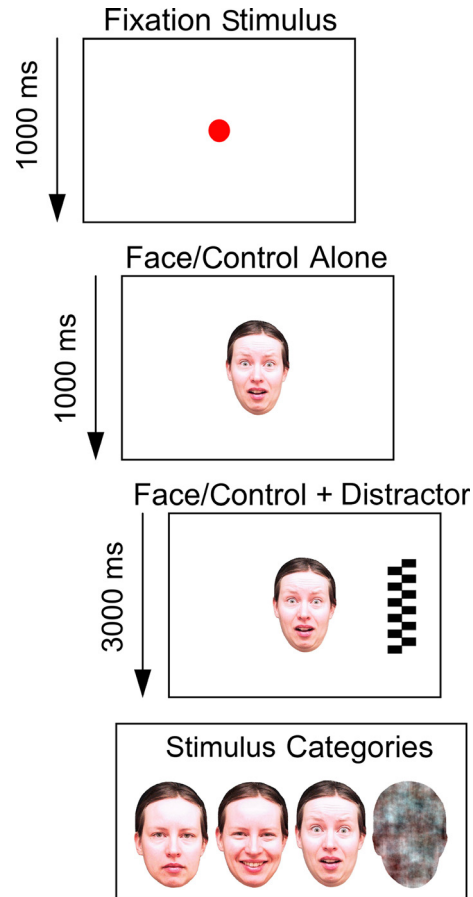 Fixation Stimulus
1000 ms
Face/Control Alone
1000 ms
Face/Control + Distractor
3000 ms
Stimulus Categories